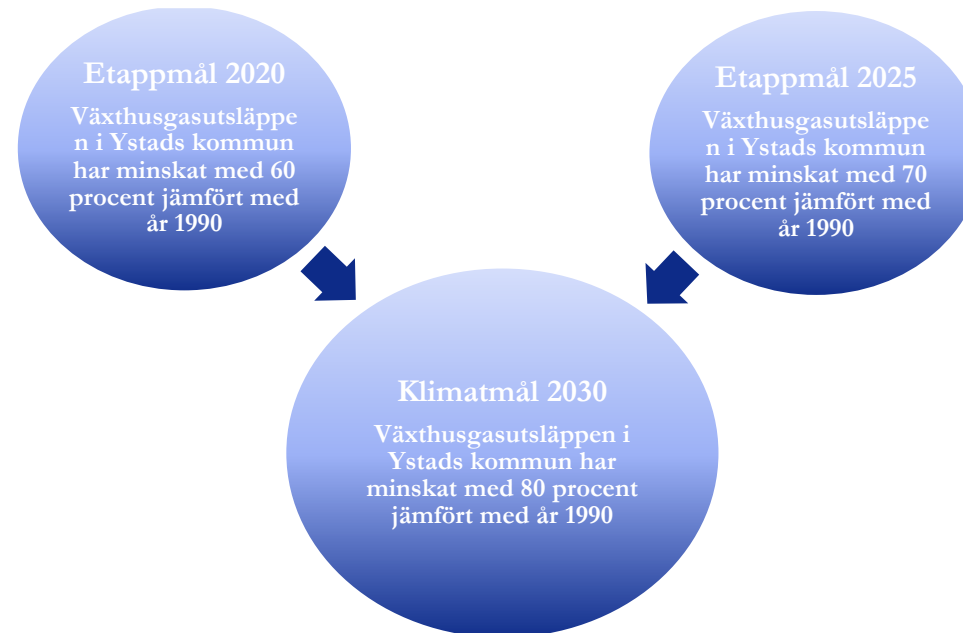 Etappmål 2020
Växthusgasutsläppe
n i Ystads kommun
har minskat med 60
procent jämfört med
år 1990
Etappmål 2025
Växthusgasutsläppe
n i Ystads kommun
har minskat med 70
procent jämfört med
år 1990
Klimatmål 2030
Växthusgasutsläppen i
Ystads kommun har
minskat med 80 procent
jämfört med år 1990